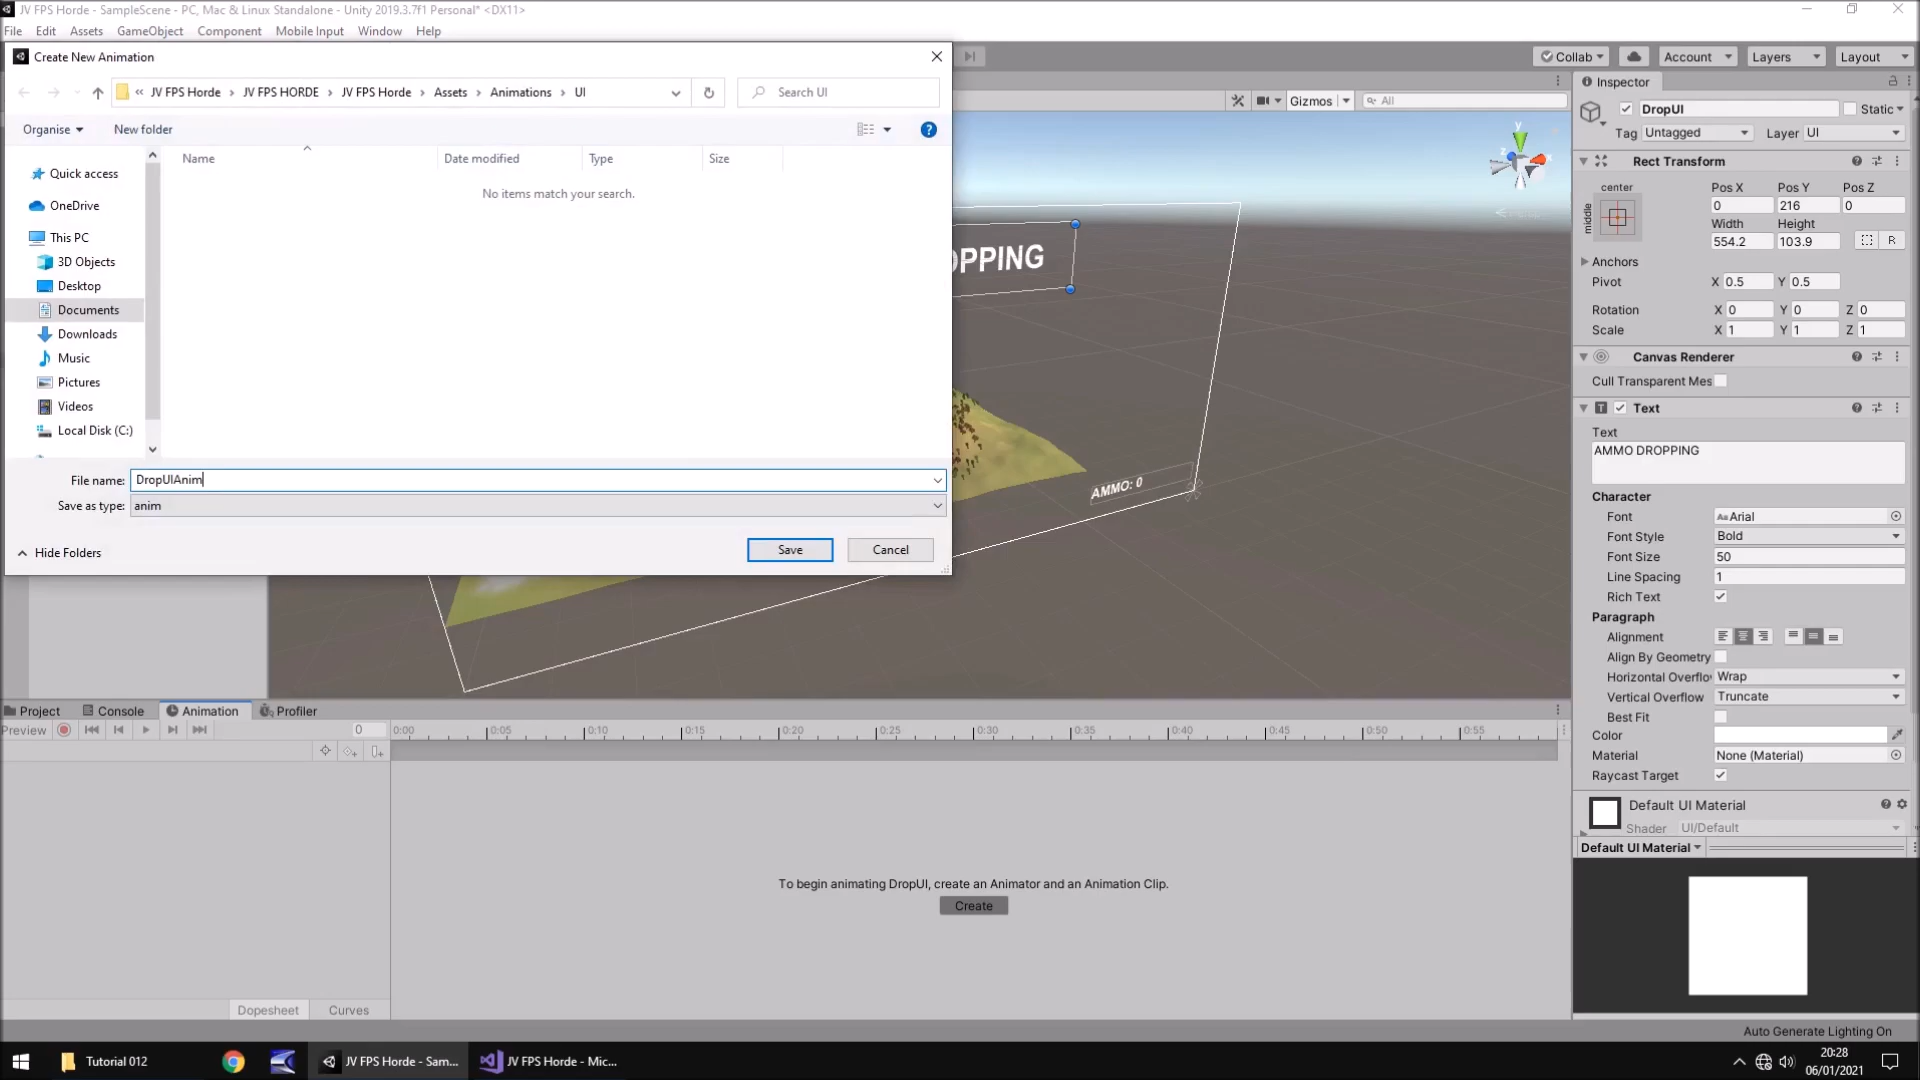 JV FPS Horde - SampleScene - PC, Mac & Linux Standalone - Unity 2019.3.7f1 Personal* <DX11>
File Edit Assets GameObject Component Mobile Input Window Help
Create New Animation
Collab Account Layers Layout
« JV FPS Horde › JV FPS HORDE › JV FPS Horde › Assets › Animations › UI
Search UI
Organise New folder
Name Date modified Type Size
No items match your search.
Quick access
OneDrive
This PC
3D Objects
Desktop
Documents
Downloads
Music
Pictures
Videos
Local Disk (C:)
File name: DropUIAnim
Save as type: anim
Hide Folders
Save Cancel
Gizmos All
y
x
z
OPPING
AMMO: 0
Inspector
DropUI Static
Tag Untagged Layer UI
Rect Transform
center
middle
Pos X Pos Y Pos Z
0 216 0
Width Height
554.2 103.9 R
Anchors
Pivot X 0.5 Y 0.5
Rotation X 0 Y 0 Z 0
Scale X 1 Y 1 Z 1
Canvas Renderer
Cull Transparent Mes
Text
Text
AMMO DROPPING
Character
Font Arial
Font Style Bold
Font Size 50
Line Spacing 1
Rich Text
Paragraph
Alignment
Align By Geometry
Horizontal Overflo Wrap
Vertical Overflow Truncate
Best Fit
Color
Material None (Material)
Raycast Target
Default UI Material
Shader UI/Default
Default UI Material
Project Console Animation Profiler
Preview 0 0:00 0:05 0:10 0:15 0:20 0:25 0:30 0:35 0:40 0:45 0:50 0:55
To begin animating DropUI, create an Animator and an Animation Clip.
Create
Dopesheet Curves
Auto Generate Lighting On
Tutorial 012
JV FPS Horde - Sam...
JV FPS Horde - Mic...
20:28
06/01/2021